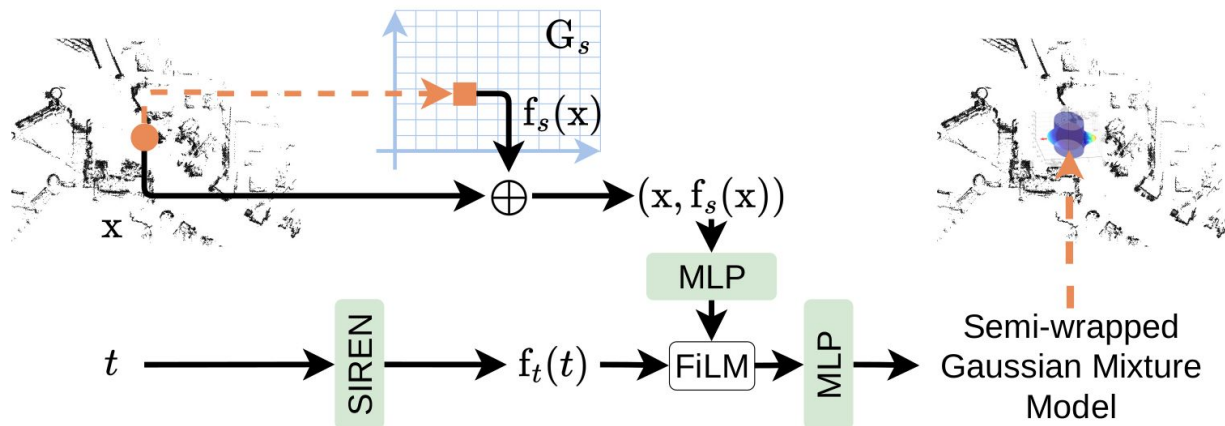 G_s
f_s(x)
x
(x, f_s(x))
MLP
t
SIREN
f_t(t)
FiLM
MLP
Semi-wrapped
Gaussian Mixture
Model